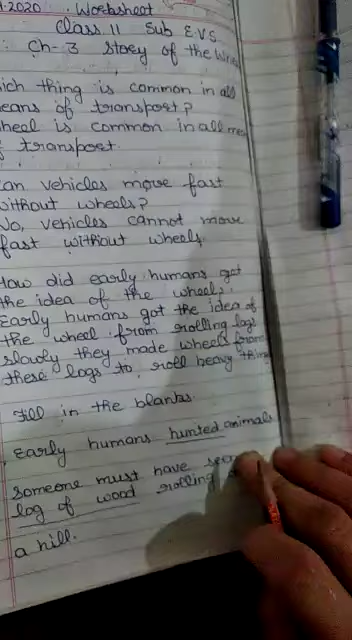 .2020 Worksheet
Class II Sub E.V.S
Ch-3 Story of the
ich thing is common in all
eans of transport?
heel is common in all
transport.
an vehicles move fast
without wheels?
No, vehicles cannot move
fast without wheels.
How did early humans got
the idea of the wheel?
Early humans got the idea of
the wheel from rolling logs
slowly they made wheels from
these logs to roll heavy
Fill in the blanks.
Early humans hunted animals
Someone must have seen
log of wood rolling
a hill.